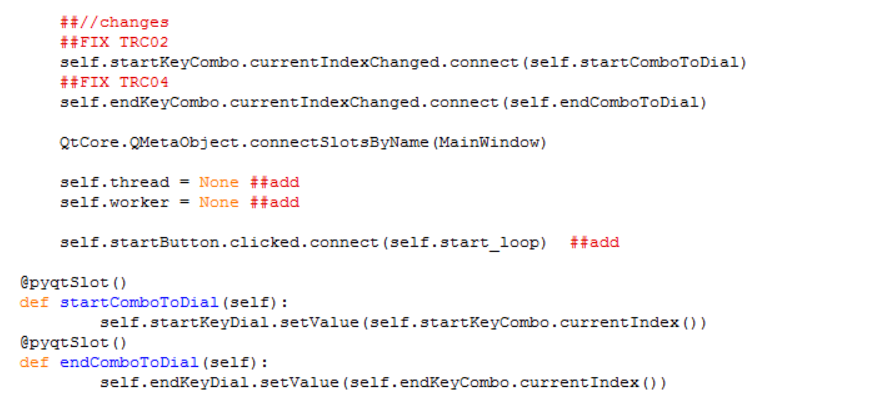 ##//changes
##FIX TRC02
self.startKeyCombo.currentIndexChanged.connect(self.startComboToDial)
##FIX TRC04
self.endKeyCombo.currentIndexChanged.connect(self.endComboToDial)
QtCore.QMetaObject.connectSlotsByName(MainWindow)
self.thread = None ##add
self.worker = None ##add
self.startButton.clicked.connect(self.start_loop)  ##add
@pyqtSlot()
def startComboToDial(self):
self.startKeyDial.setValue(self.startKeyCombo.currentIndex())
@pyqtSlot()
def endComboToDial(self):
self.endKeyDial.setValue(self.endKeyCombo.currentIndex())